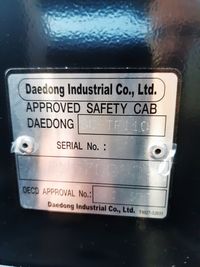 Daedong Industrial Co., Ltd.
APPROVED SAFETY CAB
DAEDONG
SERIAL No. :
OECD APPROVAL No.:
Daedong Industrial Co., Ltd.